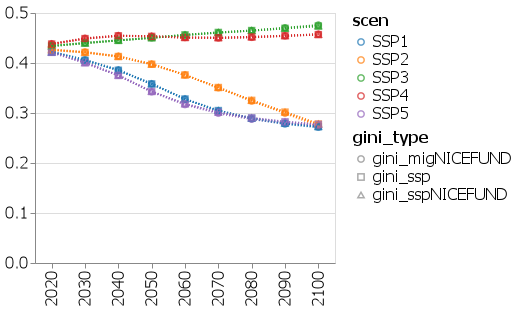 0.5
0.4
0.3
0.2
0.1
0.0
2020
2030
2040
2050
2060
2070
2080
2090
2100
scen
SSP1
SSP2
SSP3
SSP4
SSP5
gini_type
gini_migNICEFUND
gini_ssp
gini_sspNICEFUND